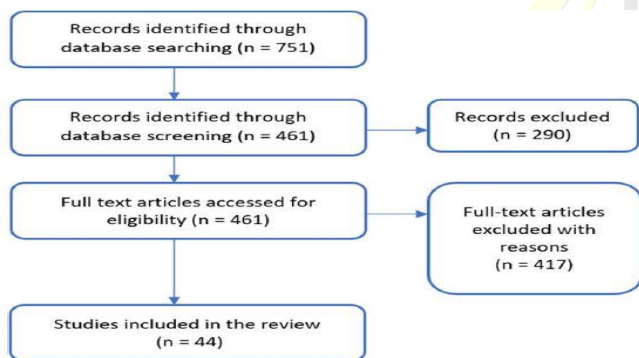 Records identified through
database searching (n = 751)
Records identified through
database screening (n = 461)
Records excluded
(n = 290)
Full text articles accessed for
eligibility (n = 461)
Full-text articles
excluded with
reasons
(n = 417)
Studies included in the review
(n = 44)